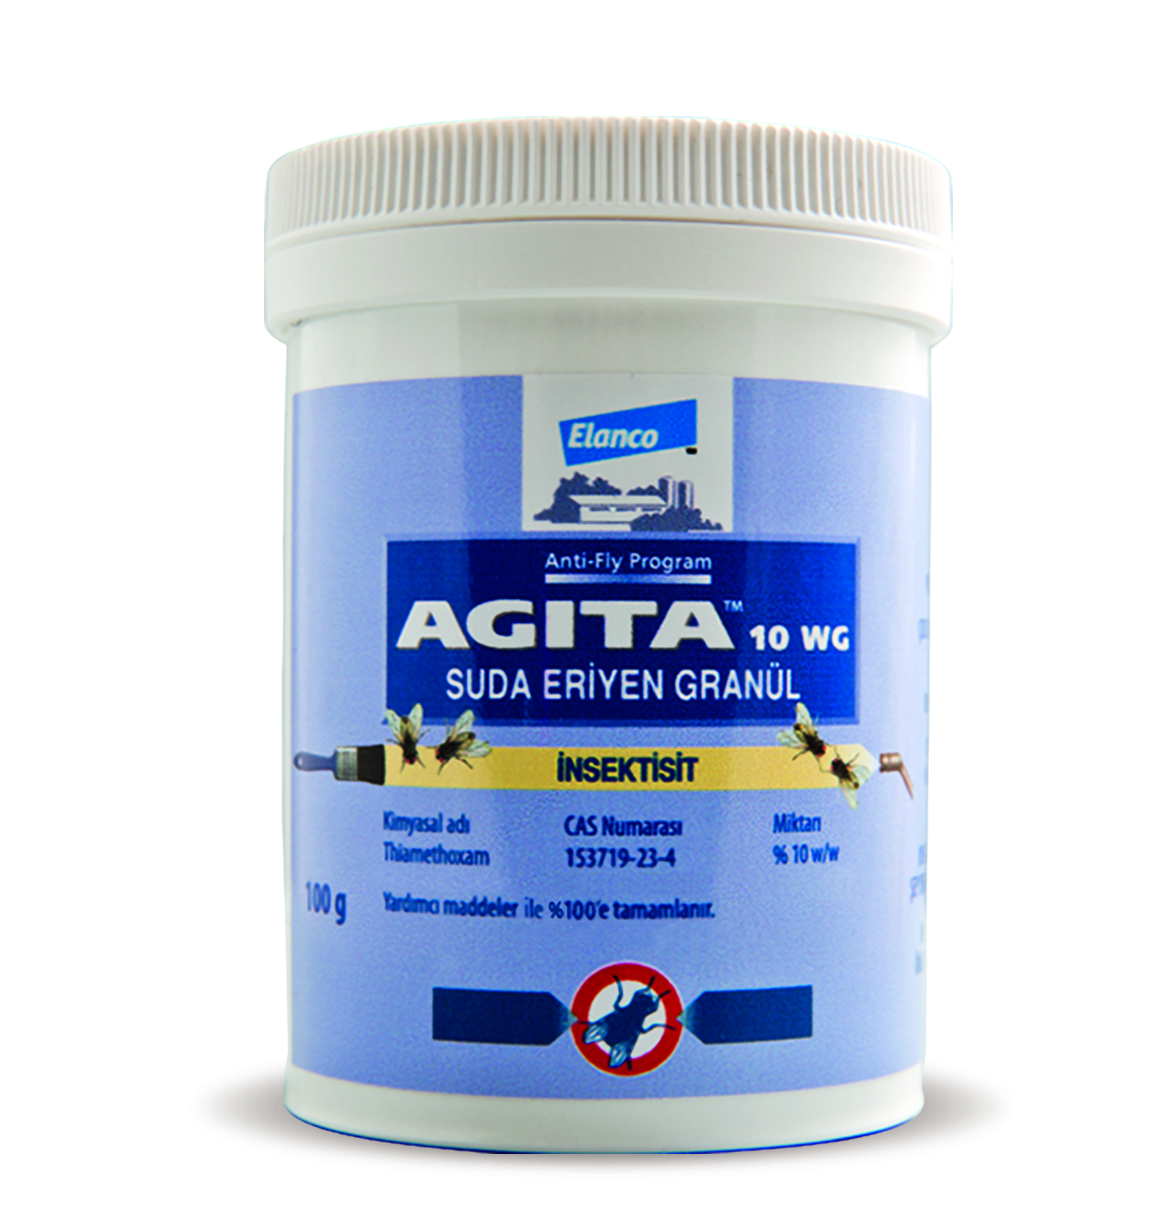 Elanco
Anti-Fly Program
AGITA™ 10 WG
SUDA ERİYEN GRANÜL
İNSEKTİSİT
Kimyasal adı CAS Numarası Miktarı
Thiamethoxam 153719-23-4 % 10 w/w
100 g
Yardımcı maddeler ile %100'e tamamlanır.